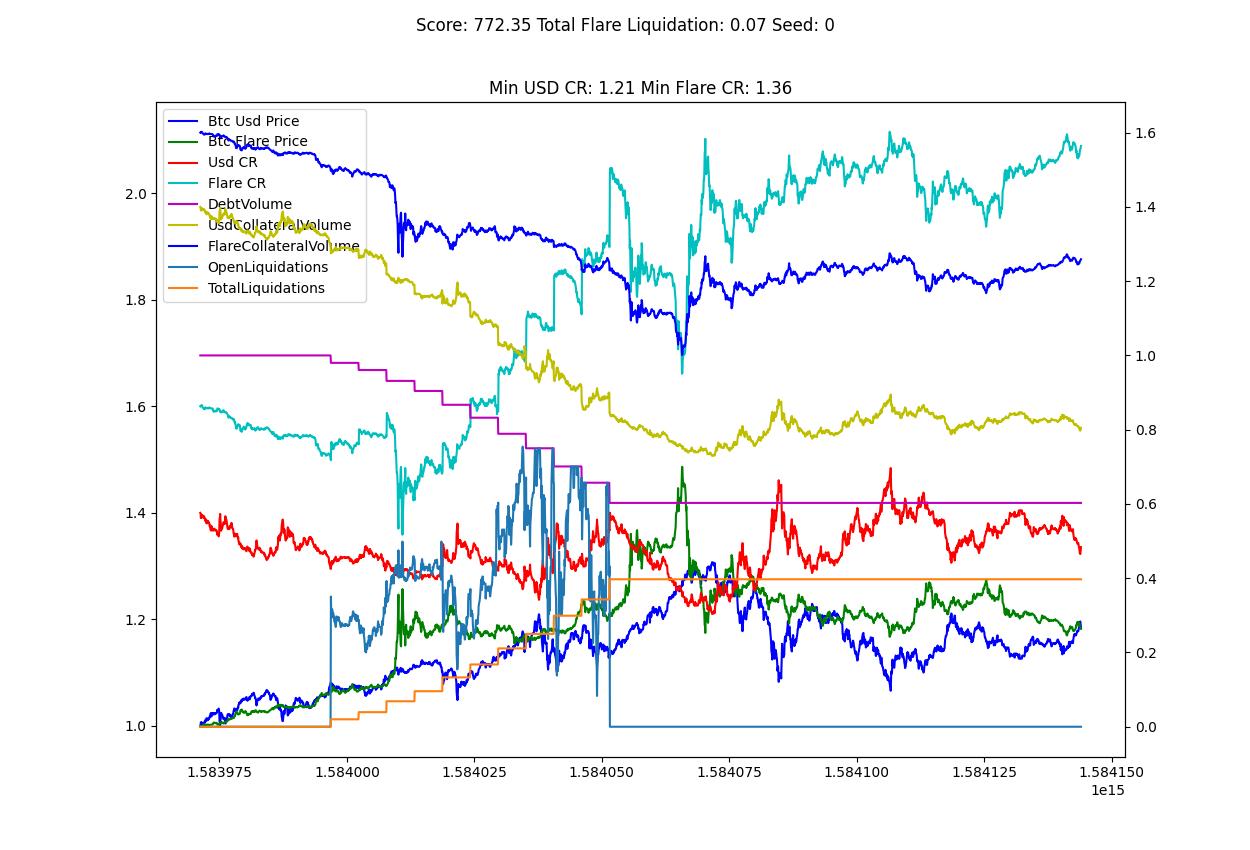 Score: 772.35 Total Flare Liquidation: 0.07 Seed: 0
Min USD CR: 1.21 Min Flare CR: 1.36
Btc Usd Price
Btc Flare Price
Usd CR
Flare CR
DebtVolume
UsdCollateralVolume
FlareCollateralVolume
OpenLiquidations
TotalLiquidations
2.0
1.8
1.6
1.4
1.2
1.0
1.6
1.4
1.2
1.0
0.8
0.6
0.4
0.2
0.0
1.583975 1.584000 1.584025 1.584050 1.584075 1.584100 1.584125 1.584150
1e15